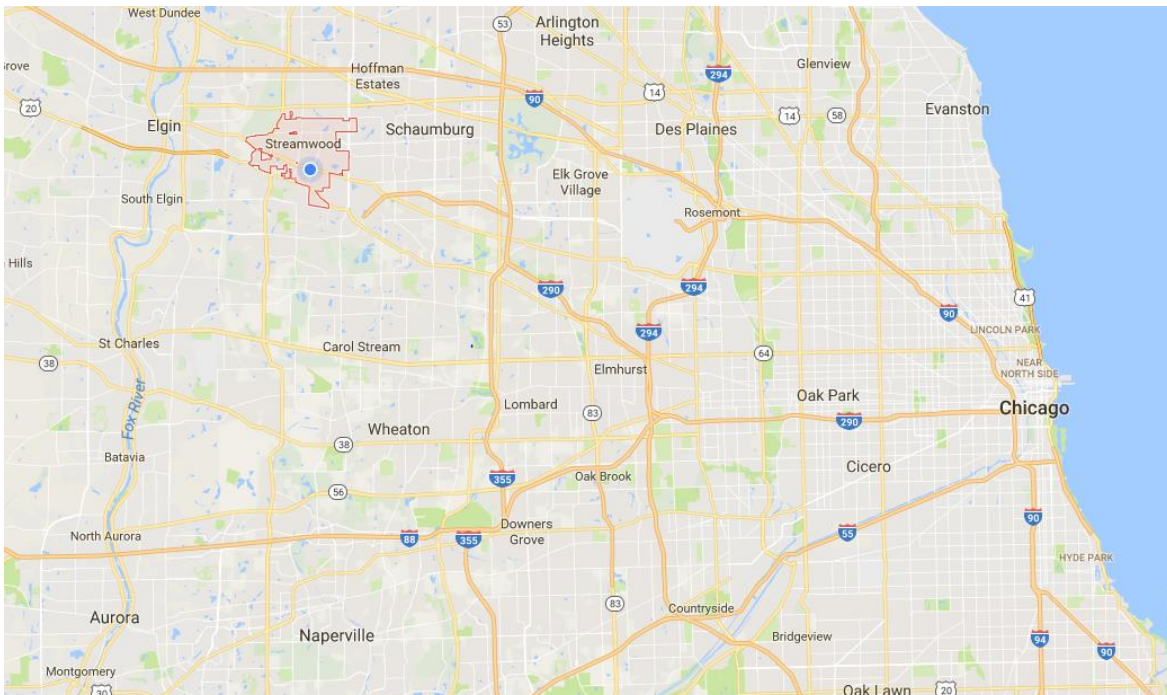 West Dundee
53
Arlington
Heights
Hoffman
Estates
294
Glenview
Grove
20
90
14
Evanston
Elgin
Schaumburg
Des Plaines
14
58
Streamwood
Elk Grove
Village
South Elgin
Rosemont
Hills
290
294
41
90
294
LINCOLN PARK
St Charles
Carol Stream
64
38
Elmhurst
NEAR
NORTH SIDE
Fox River
Oak Park
Lombard
83
Chicago
290
Wheaton
38
Batavia
Cicero
355
Oak Brook
56
90
North Aurora
88
355
Downers
Grove
55
HYDE PARK
83
Countryside
Aurora
Naperville
Bridgeview
94
90
Montgomery
30
Oak Lawn
20